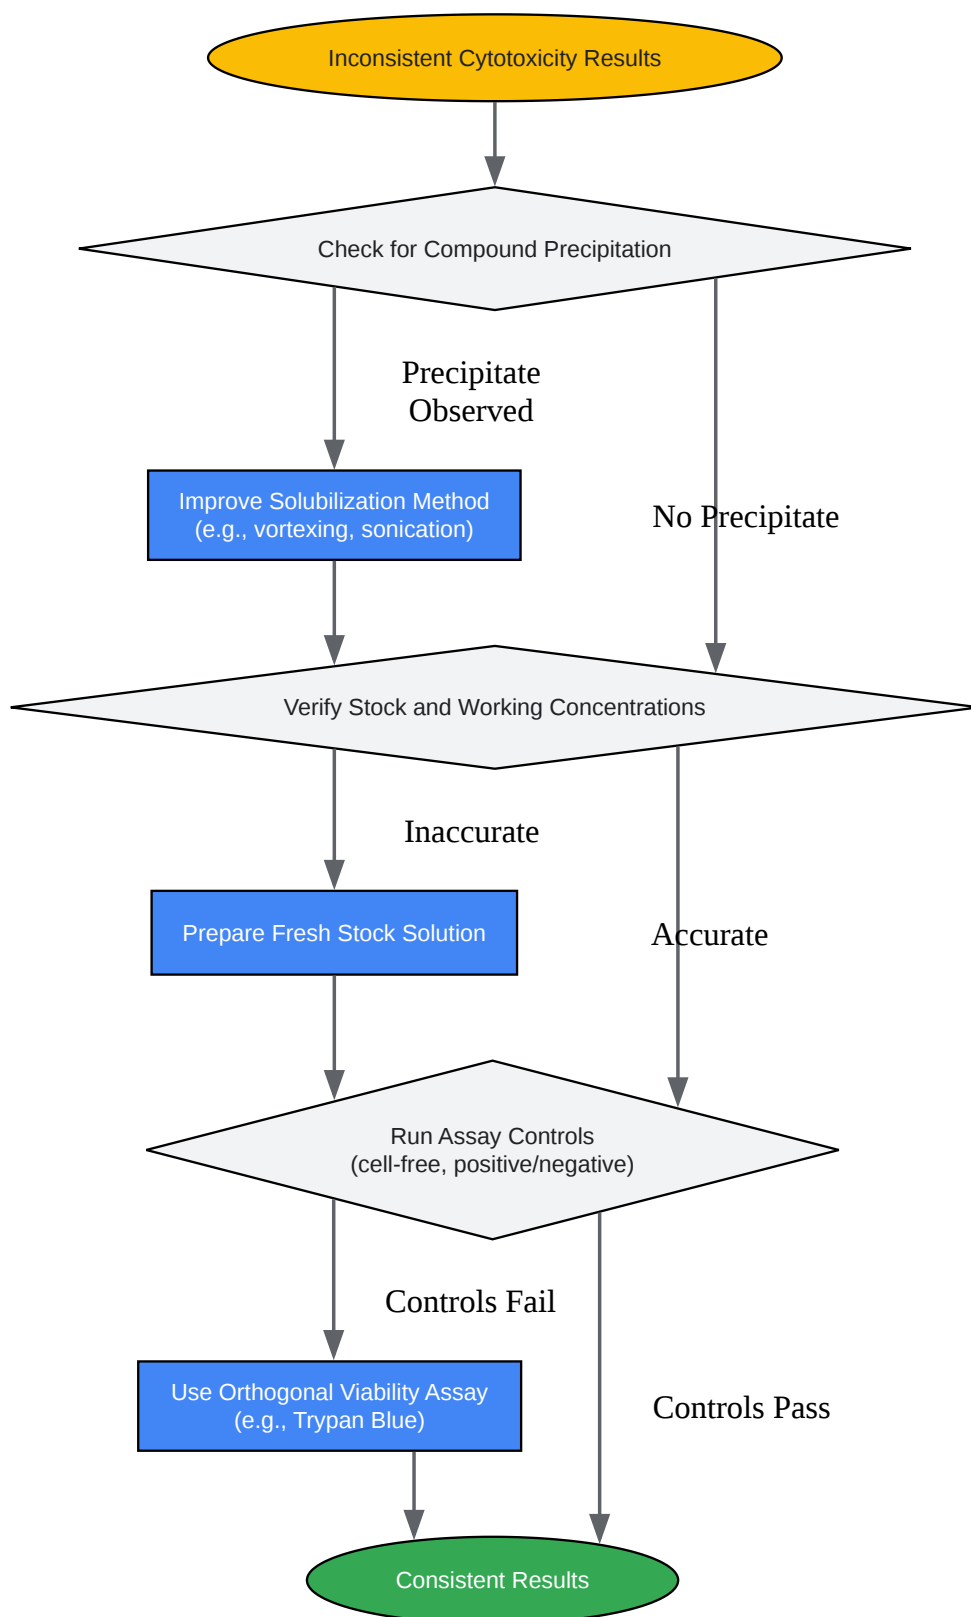 Inconsistent Cytotoxicity Results
Check for Compound Precipitation
Precipitate
Observed
Improve Solubilization Method
(e.g., vortexing, sonication)
No Precipitate
Verify Stock and Working Concentrations
Inaccurate
Prepare Fresh Stock Solution
Accurate
Run Assay Controls
(cell-free, positive/negative)
Controls Fail
Use Orthogonal Viability Assay
(e.g., Trypan Blue)
Controls Pass
Consistent Results